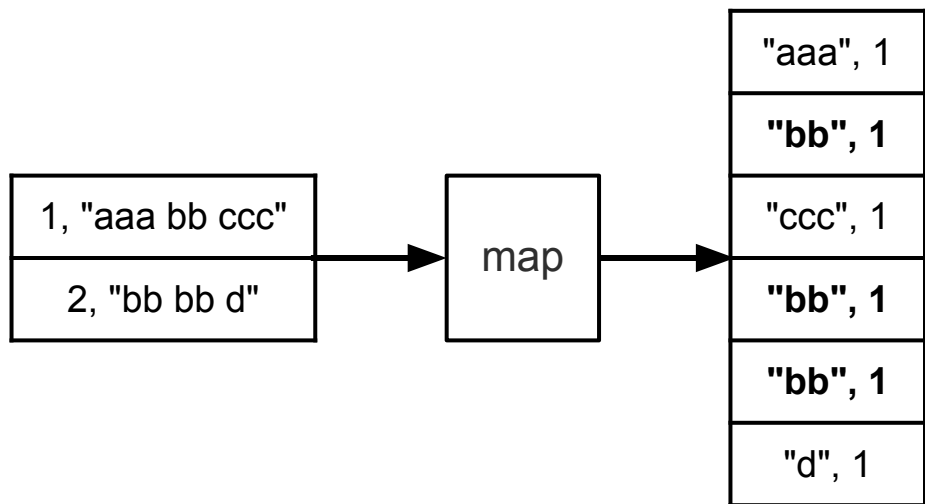 1, "aaa bb ccc"
2, "bb bb d"
map
"aaa", 1
"bb", 1
"ccc", 1
"bb", 1
"bb", 1
"d", 1